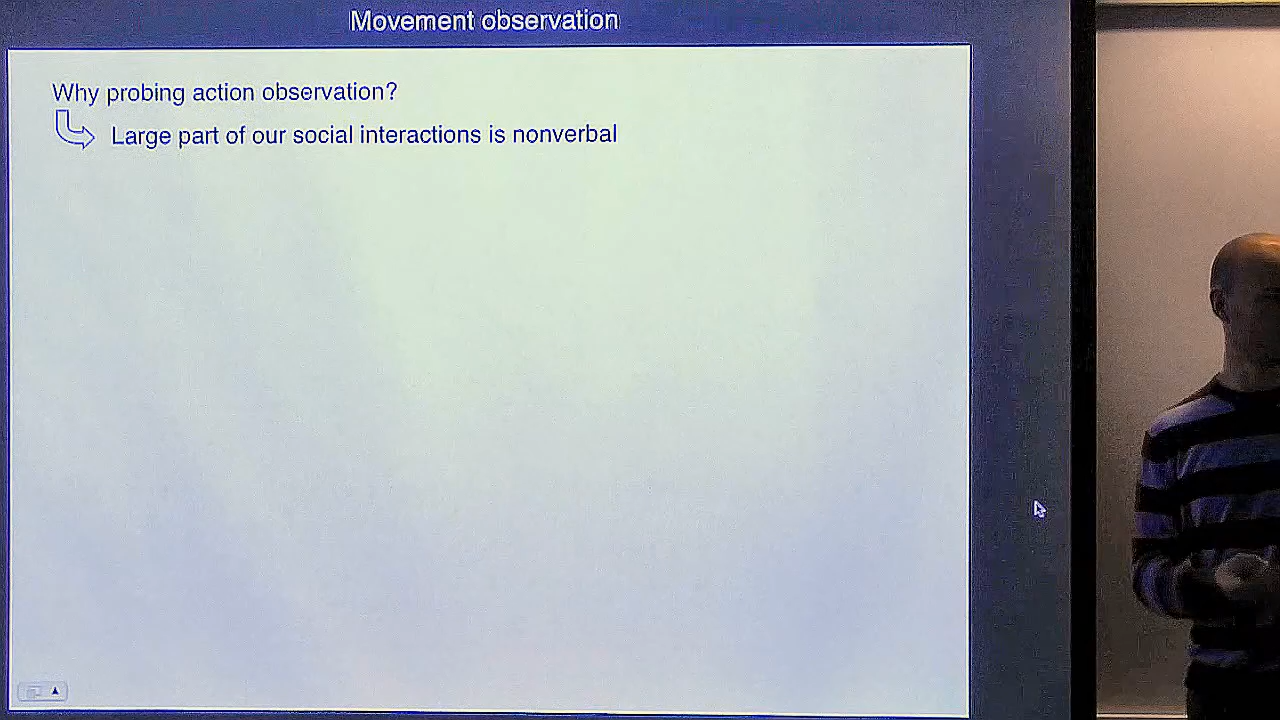 Movement observation
Why probing action observation?
Large part of our social interactions is nonverbal